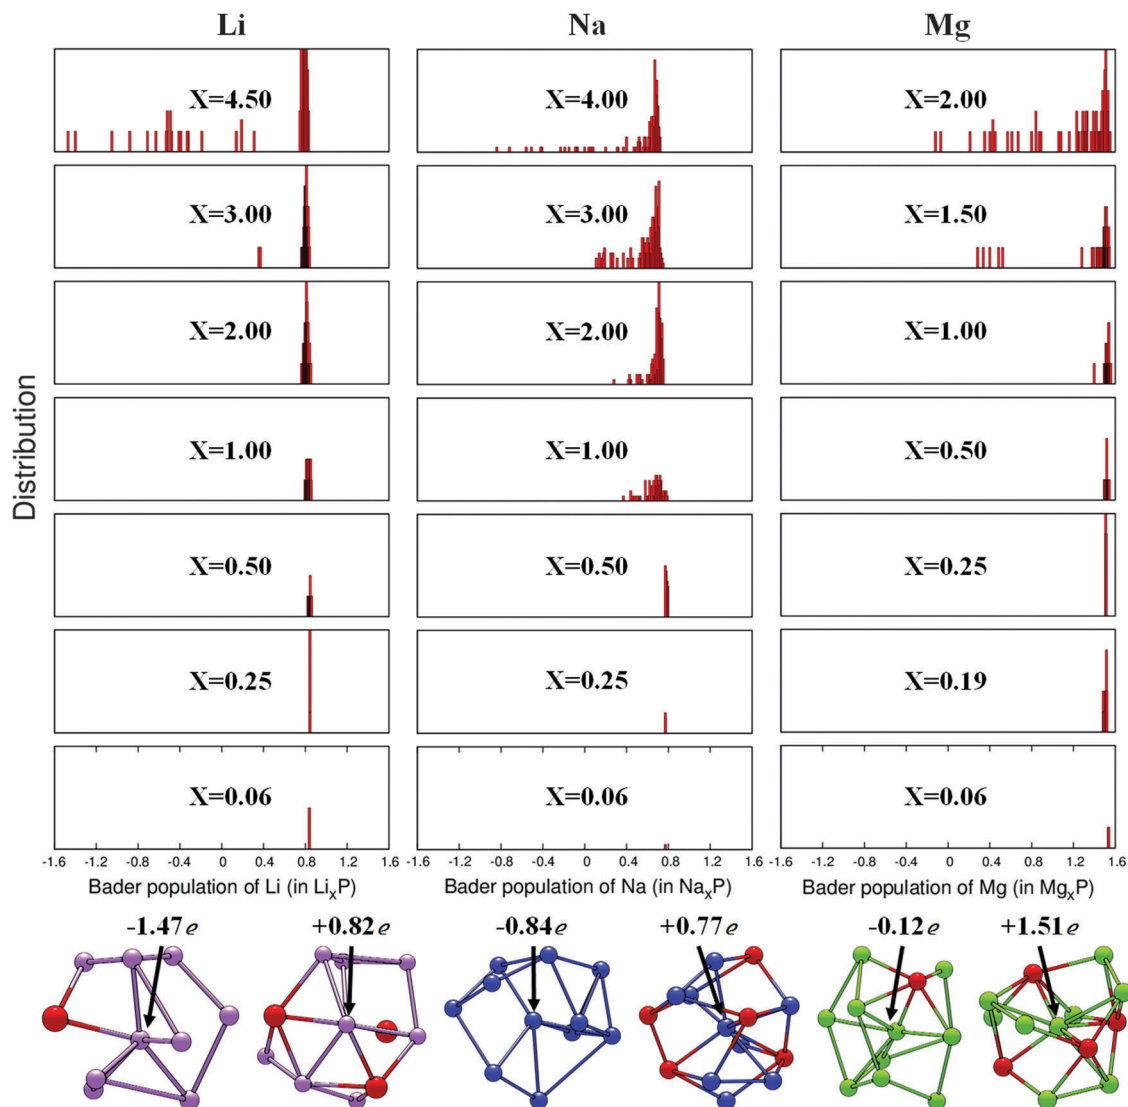 Li Na Mg
X=4.50 X=4.00 X=2.00
X=3.00 X=3.00 X=1.50
X=2.00 X=2.00 X=1.00
Distribution
X=1.00 X=1.00 X=0.50
X=0.50 X=0.50 X=0.25
X=0.25 X=0.25 X=0.19
X=0.06 X=0.06 X=0.06
-1.6 -1.2 -0.8 -0.4 0 0.4 0.8 1.2 1.6 -1.6 -1.2 -0.8 -0.4 0 0.4 0.8 1.2 1.6 -1.6 -1.2 -0.8 -0.4 0 0.4 0.8 1.2 1.6
Bader population of Li (in LixP) Bader population of Na (in NaxP) Bader population of Mg (in MgxP)
-1.47e +0.82e -0.84e +0.77e -0.12e +1.51e